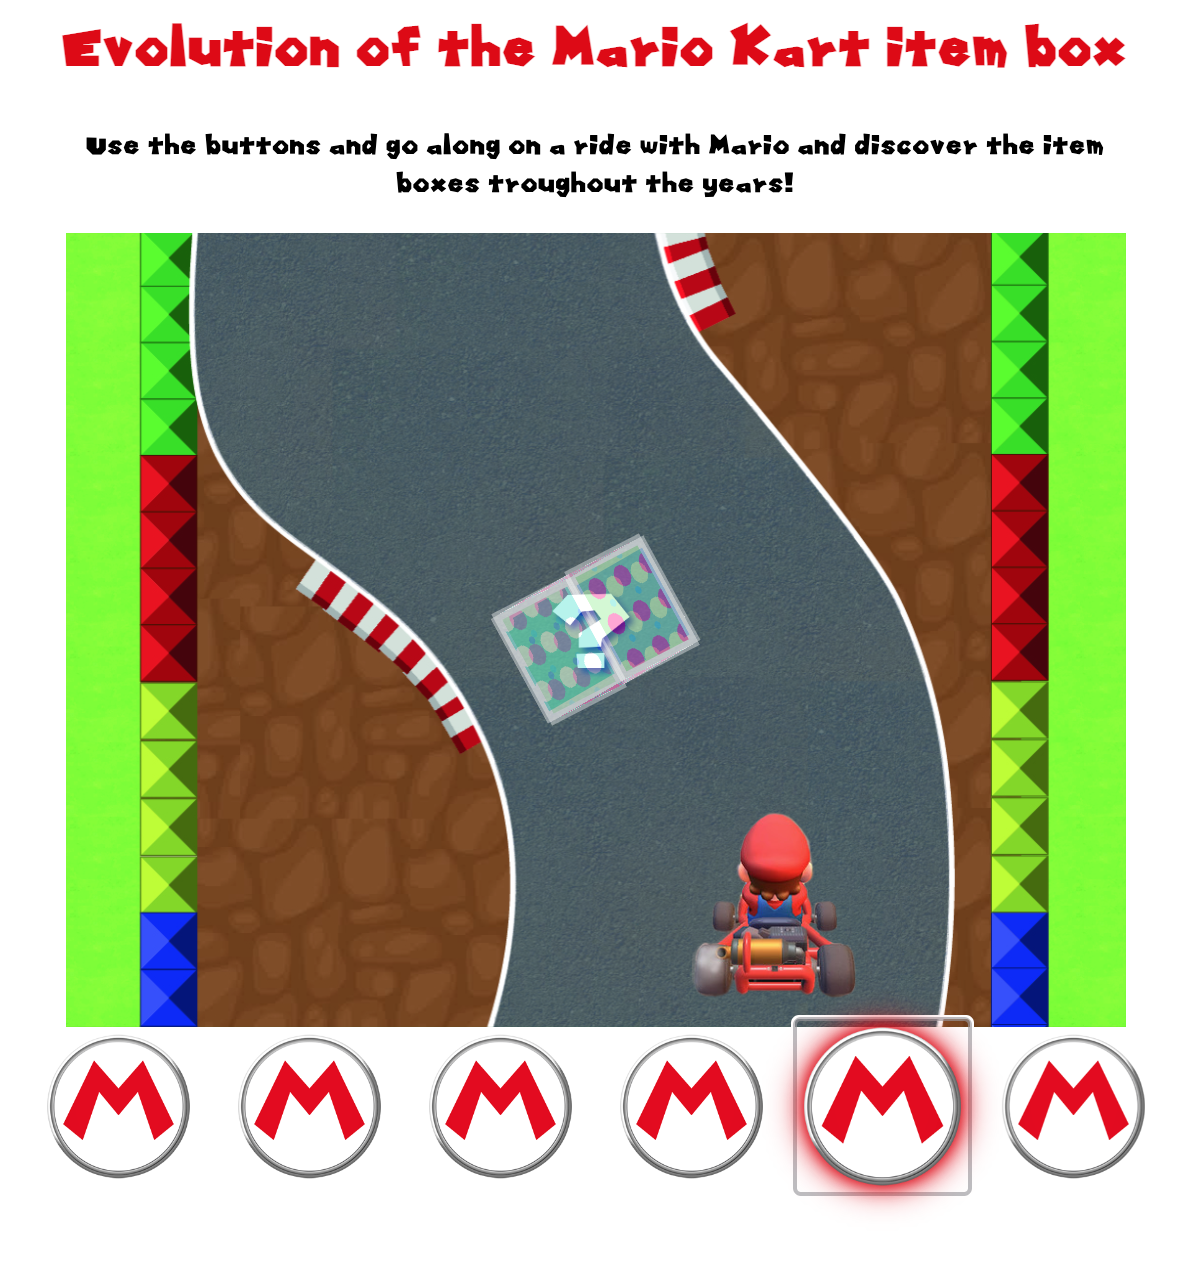 Evolution of the Mario Kart item box
Use the buttons and go along on a ride with Mario and discover the item
boxes troughout the years!
?
M M M M M M